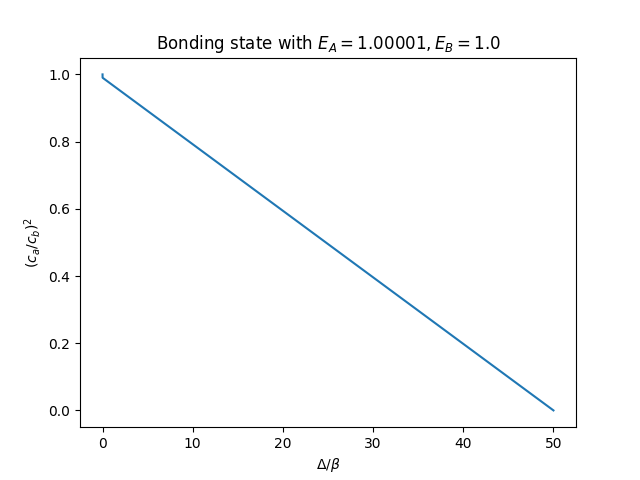 Bonding state with $E_A = 1.00001, E_B = 1.0$
$(c_a/c_b)^2$
1.0
0.8
0.6
0.4
0.2
0.0
0 10 20 30 40 50
$\Delta/\beta$